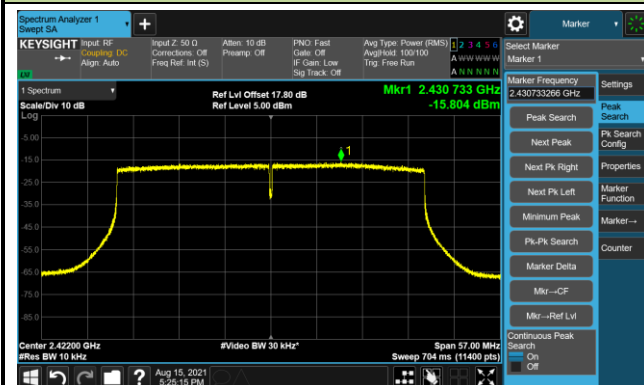 Spectrum Analyzer 1
Swept SA
+
Marker
KEYSIGHT
Input: RF
Coupling: DC
Align: Auto
Input Z: 50 Ω
Corrections: Off
Freq Ref: Int (S)
Atten: 10 dB
Preamp: Off
PNO: Fast
Gate: Off
IF Gain: Low
Sig Track: Off
Avg Type: Power (RMS)
Avg|Hold: 100/100
Trig: Free Run
1 2 3 4 5 6
A W W W W W
A N N N N N
Select Marker
Marker 1
1 Spectrum
Scale/Div 10 dB
Log
Ref Lvl Offset 17.80 dB
Ref Level 5.00 dBm
Mkr1 2.430 733 GHz
-15.804 dBm
1
-5.00
-15.0
-25.0
-35.0
-45.0
-55.0
-65.0
-75.0
-85.0
Center 2.42200 GHz
#Res BW 10 kHz
#Video BW 30 kHz*
Span 57.00 MHz
Sweep 704 ms (11400 pts)
Marker Frequency
2.430733266 GHz
Peak Search
Next Peak
Next Pk Right
Next Pk Left
Minimum Peak
Pk-Pk Search
Marker Delta
Mkr→CF
Mkr→Ref Lvl
Continuous Peak
Search
On
Off
Settings
Peak
Search
Pk Search
Config
Properties
Marker
Function
Marker→
Counter
?
Aug 15, 2021
5:25:15 PM